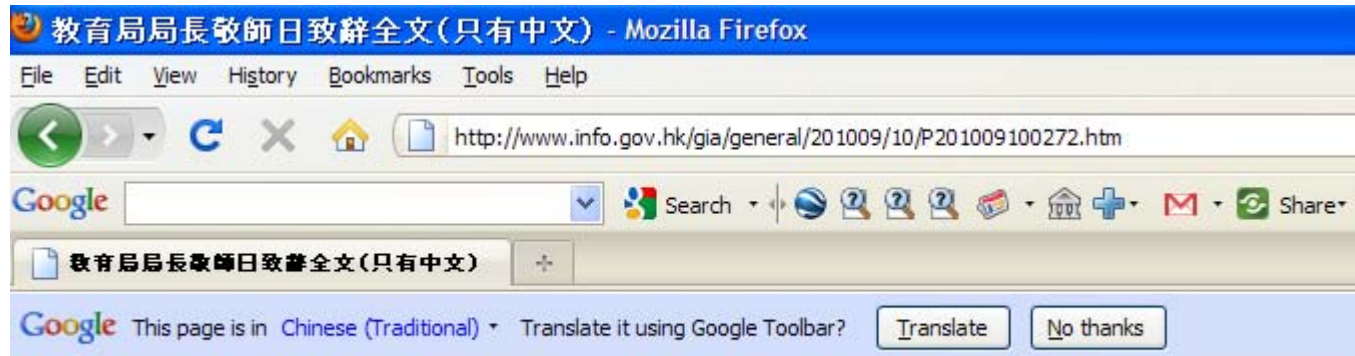 教育局局長敬師日致辭全文(只有中文) - Mozilla Firefox
File Edit View History Bookmarks Tools Help
http://www.info.gov.hk/gia/general/201009/10/P201009100272.htm
Google Search Share
教育局局長敬師日致辭全文(只有中文)
Google This page is in Chinese (Traditional) Translate it using Google Toolbar? Translate No thanks